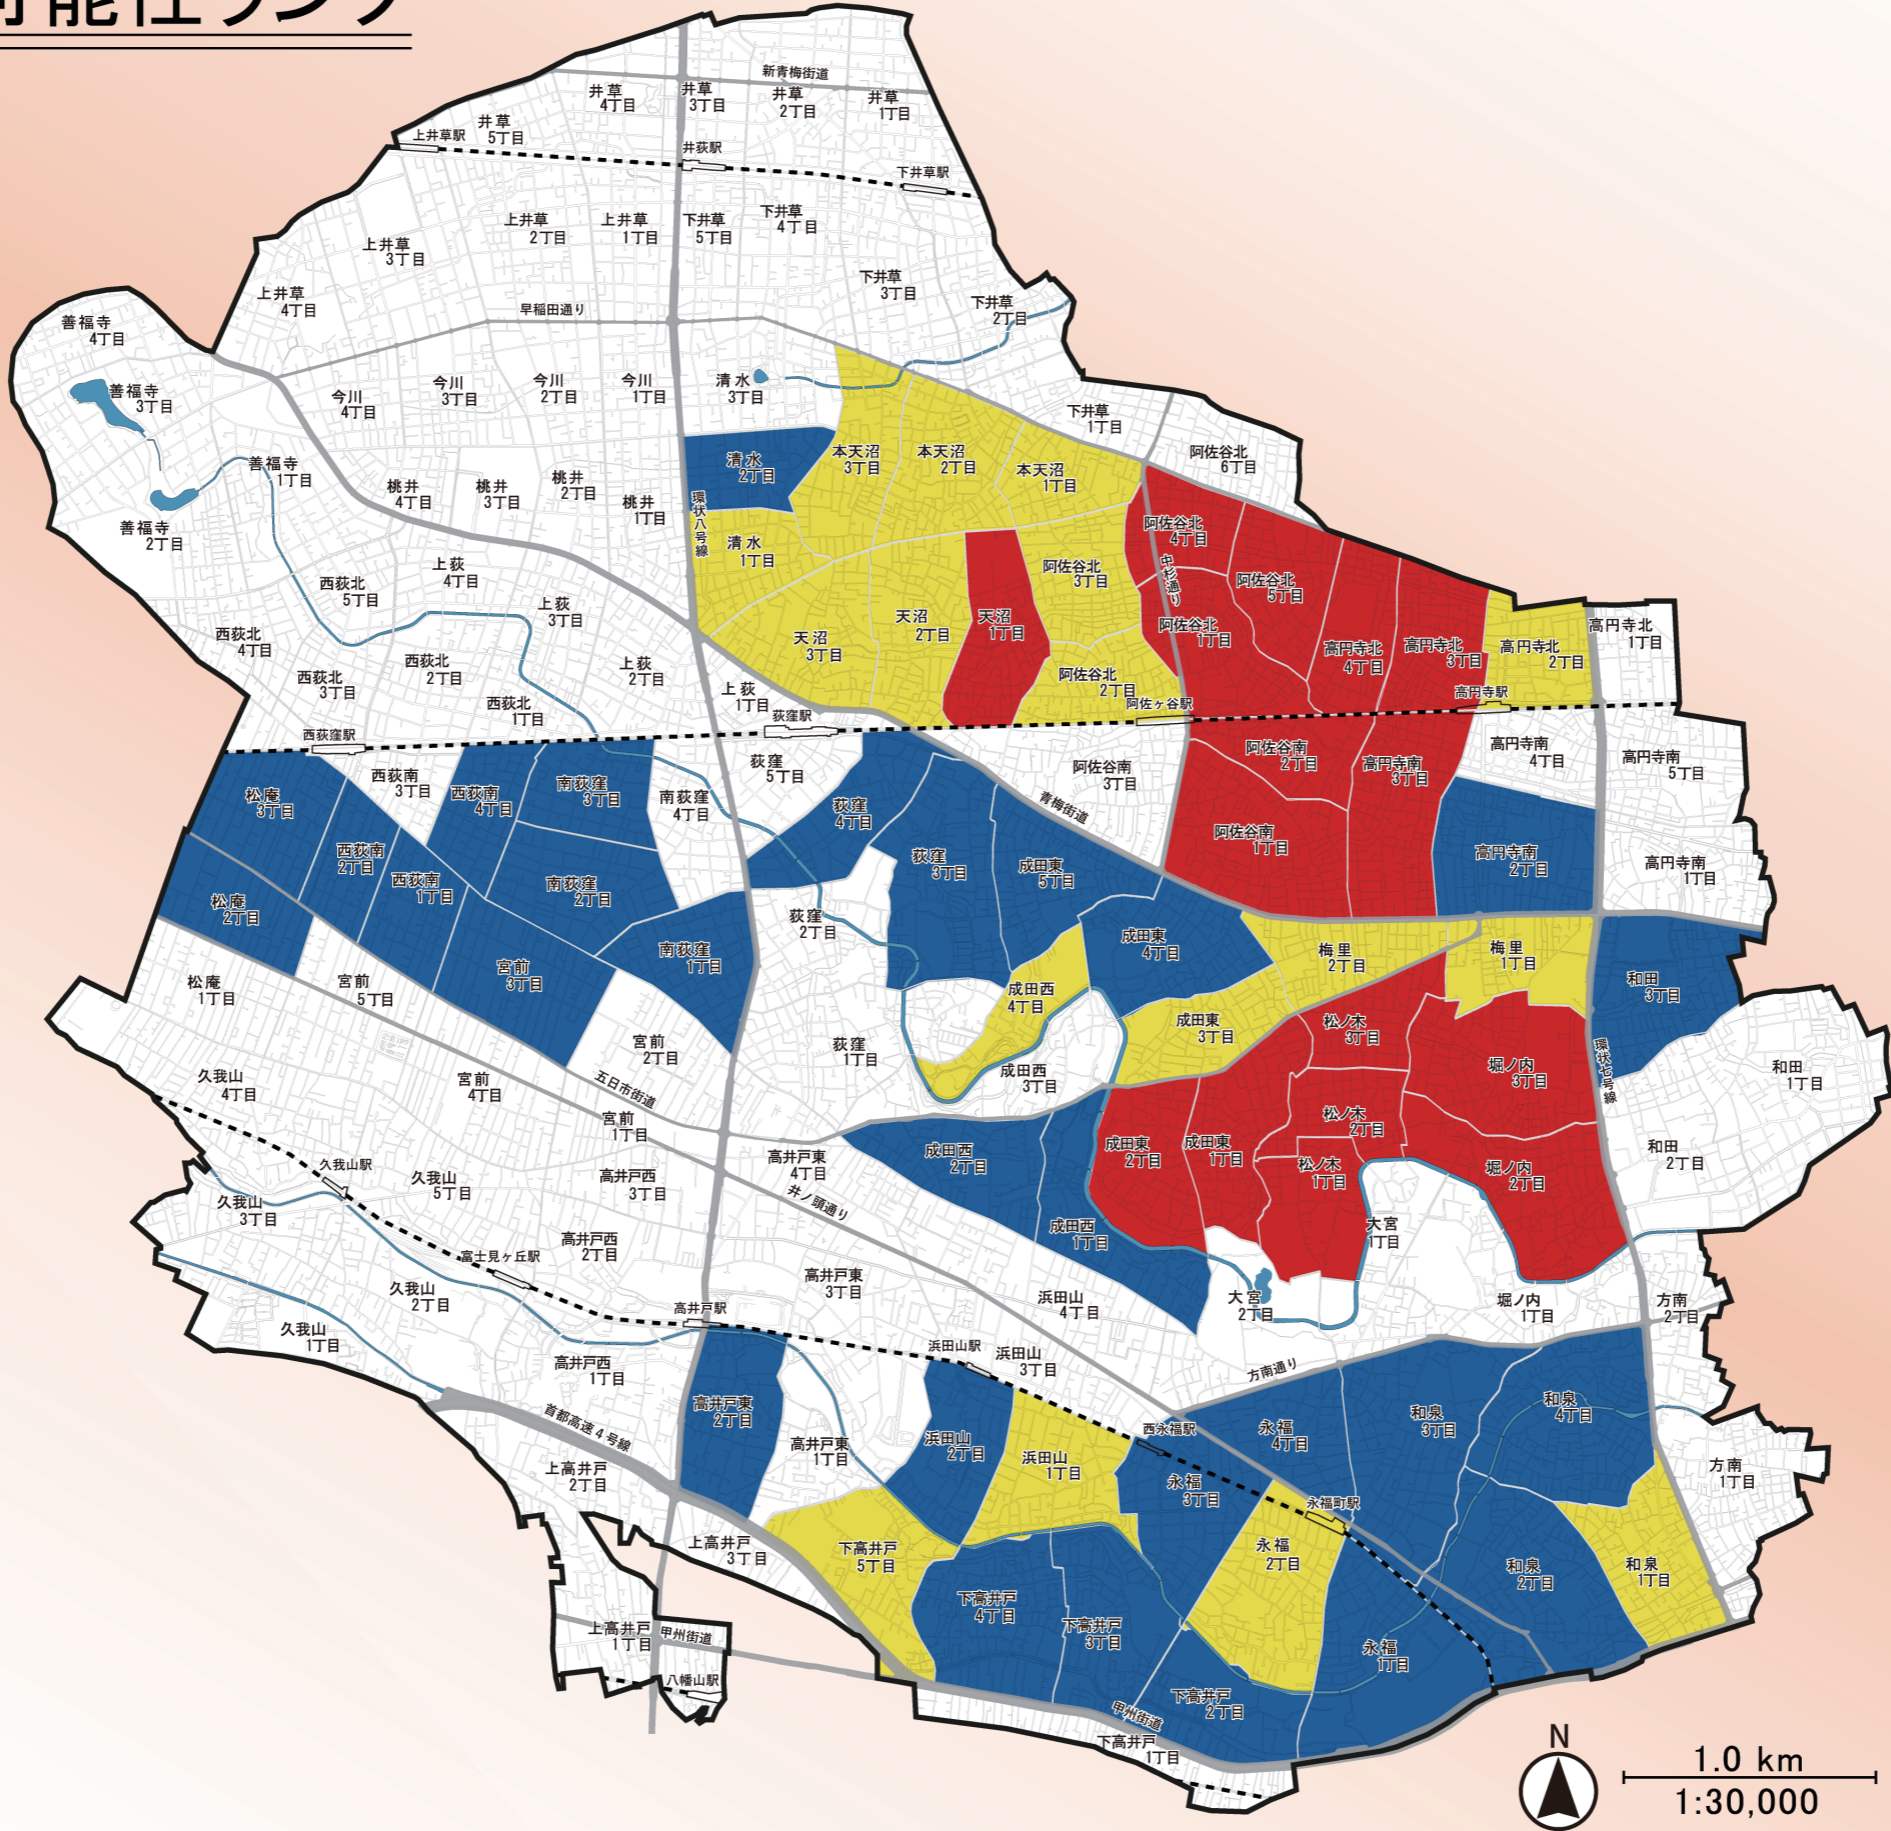 可能性ランク
新青梅街道
井草
4丁目
井草
3丁目
井草
2丁目
井草
1丁目
井草
5丁目
上井草駅
井荻駅
下井草駅
上井草
3丁目
上井草
2丁目
上井草
1丁目
下井草
5丁目
下井草
4丁目
上井草
4丁目
下井草
3丁目
下井草
2丁目
早稲田通り
善福寺
4丁目
善福寺
3丁目
今川
4丁目
今川
3丁目
今川
2丁目
今川
1丁目
清水
3丁目
下井草
1丁目
阿佐谷北
6丁目
善福寺
1丁目
善福寺
2丁目
桃井
4丁目
桃井
3丁目
桃井
2丁目
桃井
1丁目
環状八号線
清水
2丁目
本天沼
3丁目
本天沼
2丁目
本天沼
1丁目
清水
1丁目
阿佐谷北
4丁目
中杉通り
阿佐谷北
3丁目
阿佐谷北
5丁目
西荻北
5丁目
上荻
4丁目
上荻
3丁目
西荻北
4丁目
西荻北
3丁目
西荻北
2丁目
西荻北
1丁目
上荻
2丁目
上荻
1丁目
天沼
3丁目
天沼
2丁目
天沼
1丁目
阿佐谷北
2丁目
阿佐谷北
1丁目
高円寺北
4丁目
高円寺北
3丁目
高円寺北
2丁目
高円寺北
1丁目
西荻窪駅
荻窪駅
阿佐ヶ谷駅
高円寺駅
松庵
3丁目
西荻南
3丁目
西荻南
4丁目
南荻窪
3丁目
南荻窪
4丁目
荻窪
5丁目
荻窪
4丁目
青梅街道
阿佐谷南
3丁目
阿佐谷南
2丁目
高円寺南
3丁目
高円寺南
4丁目
高円寺南
5丁目
西荻南
2丁目
西荻南
1丁目
南荻窪
2丁目
荻窪
3丁目
成田東
5丁目
阿佐谷南
1丁目
高円寺南
2丁目
高円寺南
1丁目
松庵
2丁目
荻窪
2丁目
南荻窪
1丁目
宮前
3丁目
成田東
4丁目
梅里
2丁目
梅里
1丁目
和田
3丁目
松庵
1丁目
宮前
5丁目
成田西
4丁目
成田東
3丁目
松ノ木
3丁目
環状七号線
宮前
2丁目
荻窪
1丁目
成田西
3丁目
堀ノ内
3丁目
和田
1丁目
久我山
4丁目
宮前
4丁目
五日市街道
宮前
1丁目
松ノ木
2丁目
高井戸東
4丁目
成田西
2丁目
成田東
2丁目
成田東
1丁目
松ノ木
1丁目
堀ノ内
2丁目
和田
2丁目
久我山駅
久我山
5丁目
高井戸西
3丁目
井ノ頭通り
久我山
3丁目
成田西
1丁目
大宮
1丁目
富士見ヶ丘駅
高井戸西
2丁目
久我山
2丁目
高井戸東
3丁目
浜田山
4丁目
大宮
2丁目
堀ノ内
1丁目
方南
2丁目
高井戸駅
久我山
1丁目
高井戸西
1丁目
浜田山駅
浜田山
3丁目
方南通り
首都高速4号線
高井戸東
2丁目
高井戸東
1丁目
浜田山
2丁目
浜田山
1丁目
西永福駅
永福
4丁目
和泉
3丁目
和泉
4丁目
上高井戸
2丁目
永福
3丁目
永福町駅
方南
1丁目
上高井戸
3丁目
下高井戸
5丁目
永福
2丁目
和泉
2丁目
和泉
1丁目
下高井戸
4丁目
下高井戸
3丁目
上高井戸
1丁目
甲州街道
八幡山駅
永福
1丁目
下高井戸
2丁目
甲州街道
下高井戸
1丁目
N
1.0 km
1:30,000